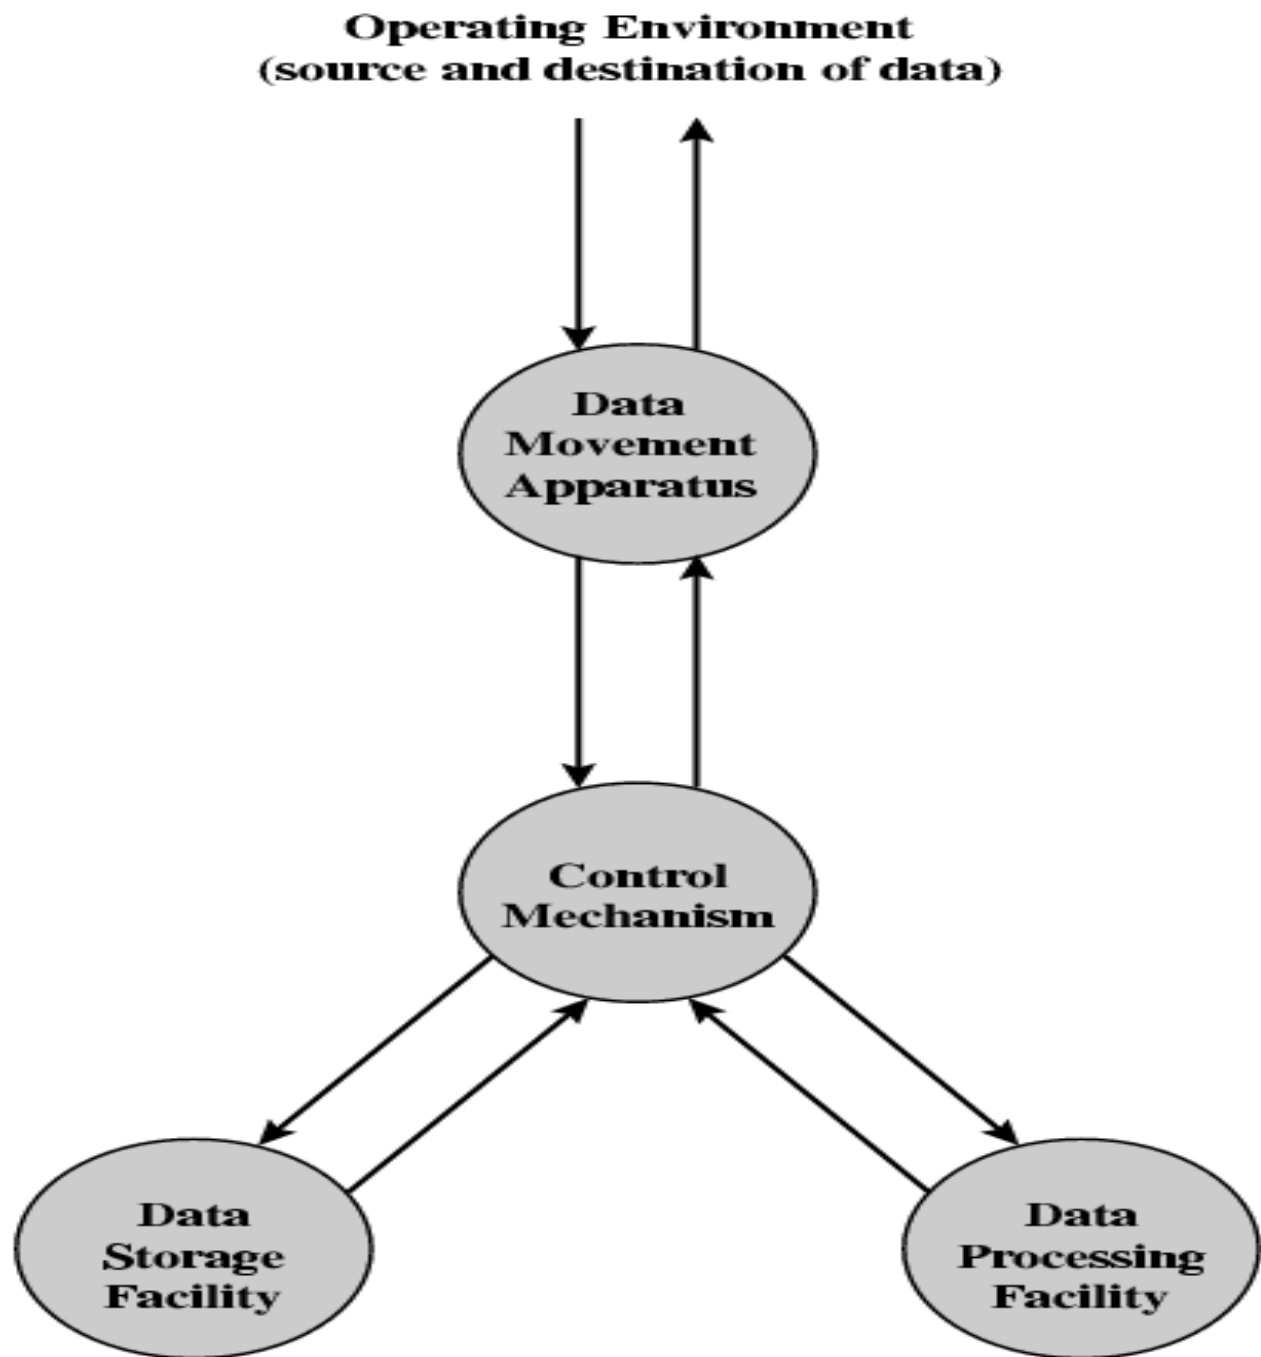 Operating Environment
(source and destination of data)
Data
Movement
Apparatus
Control
Mechanism
Data
Storage
Facility
Data
Processing
Facility